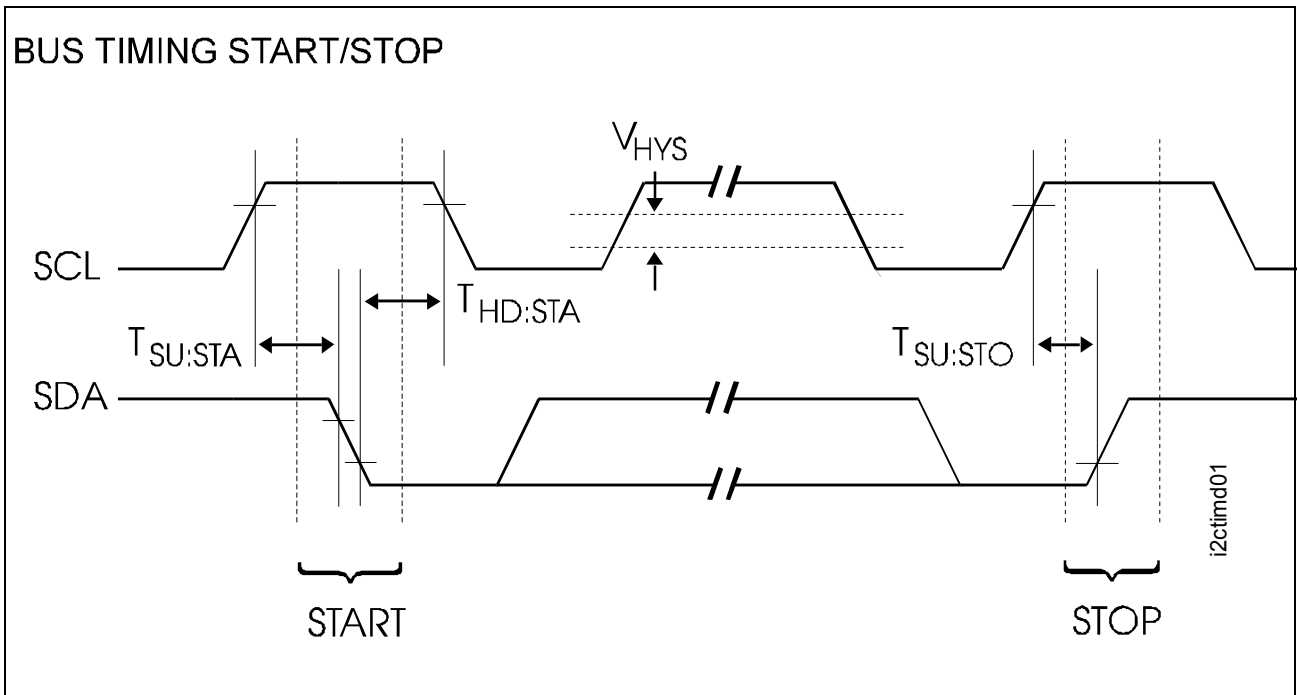 BUS TIMING START/STOP
VHYS
SCL
THD:STA
TSU:STA
TSU:STO
SDA
i2ctimd01
START
STOP